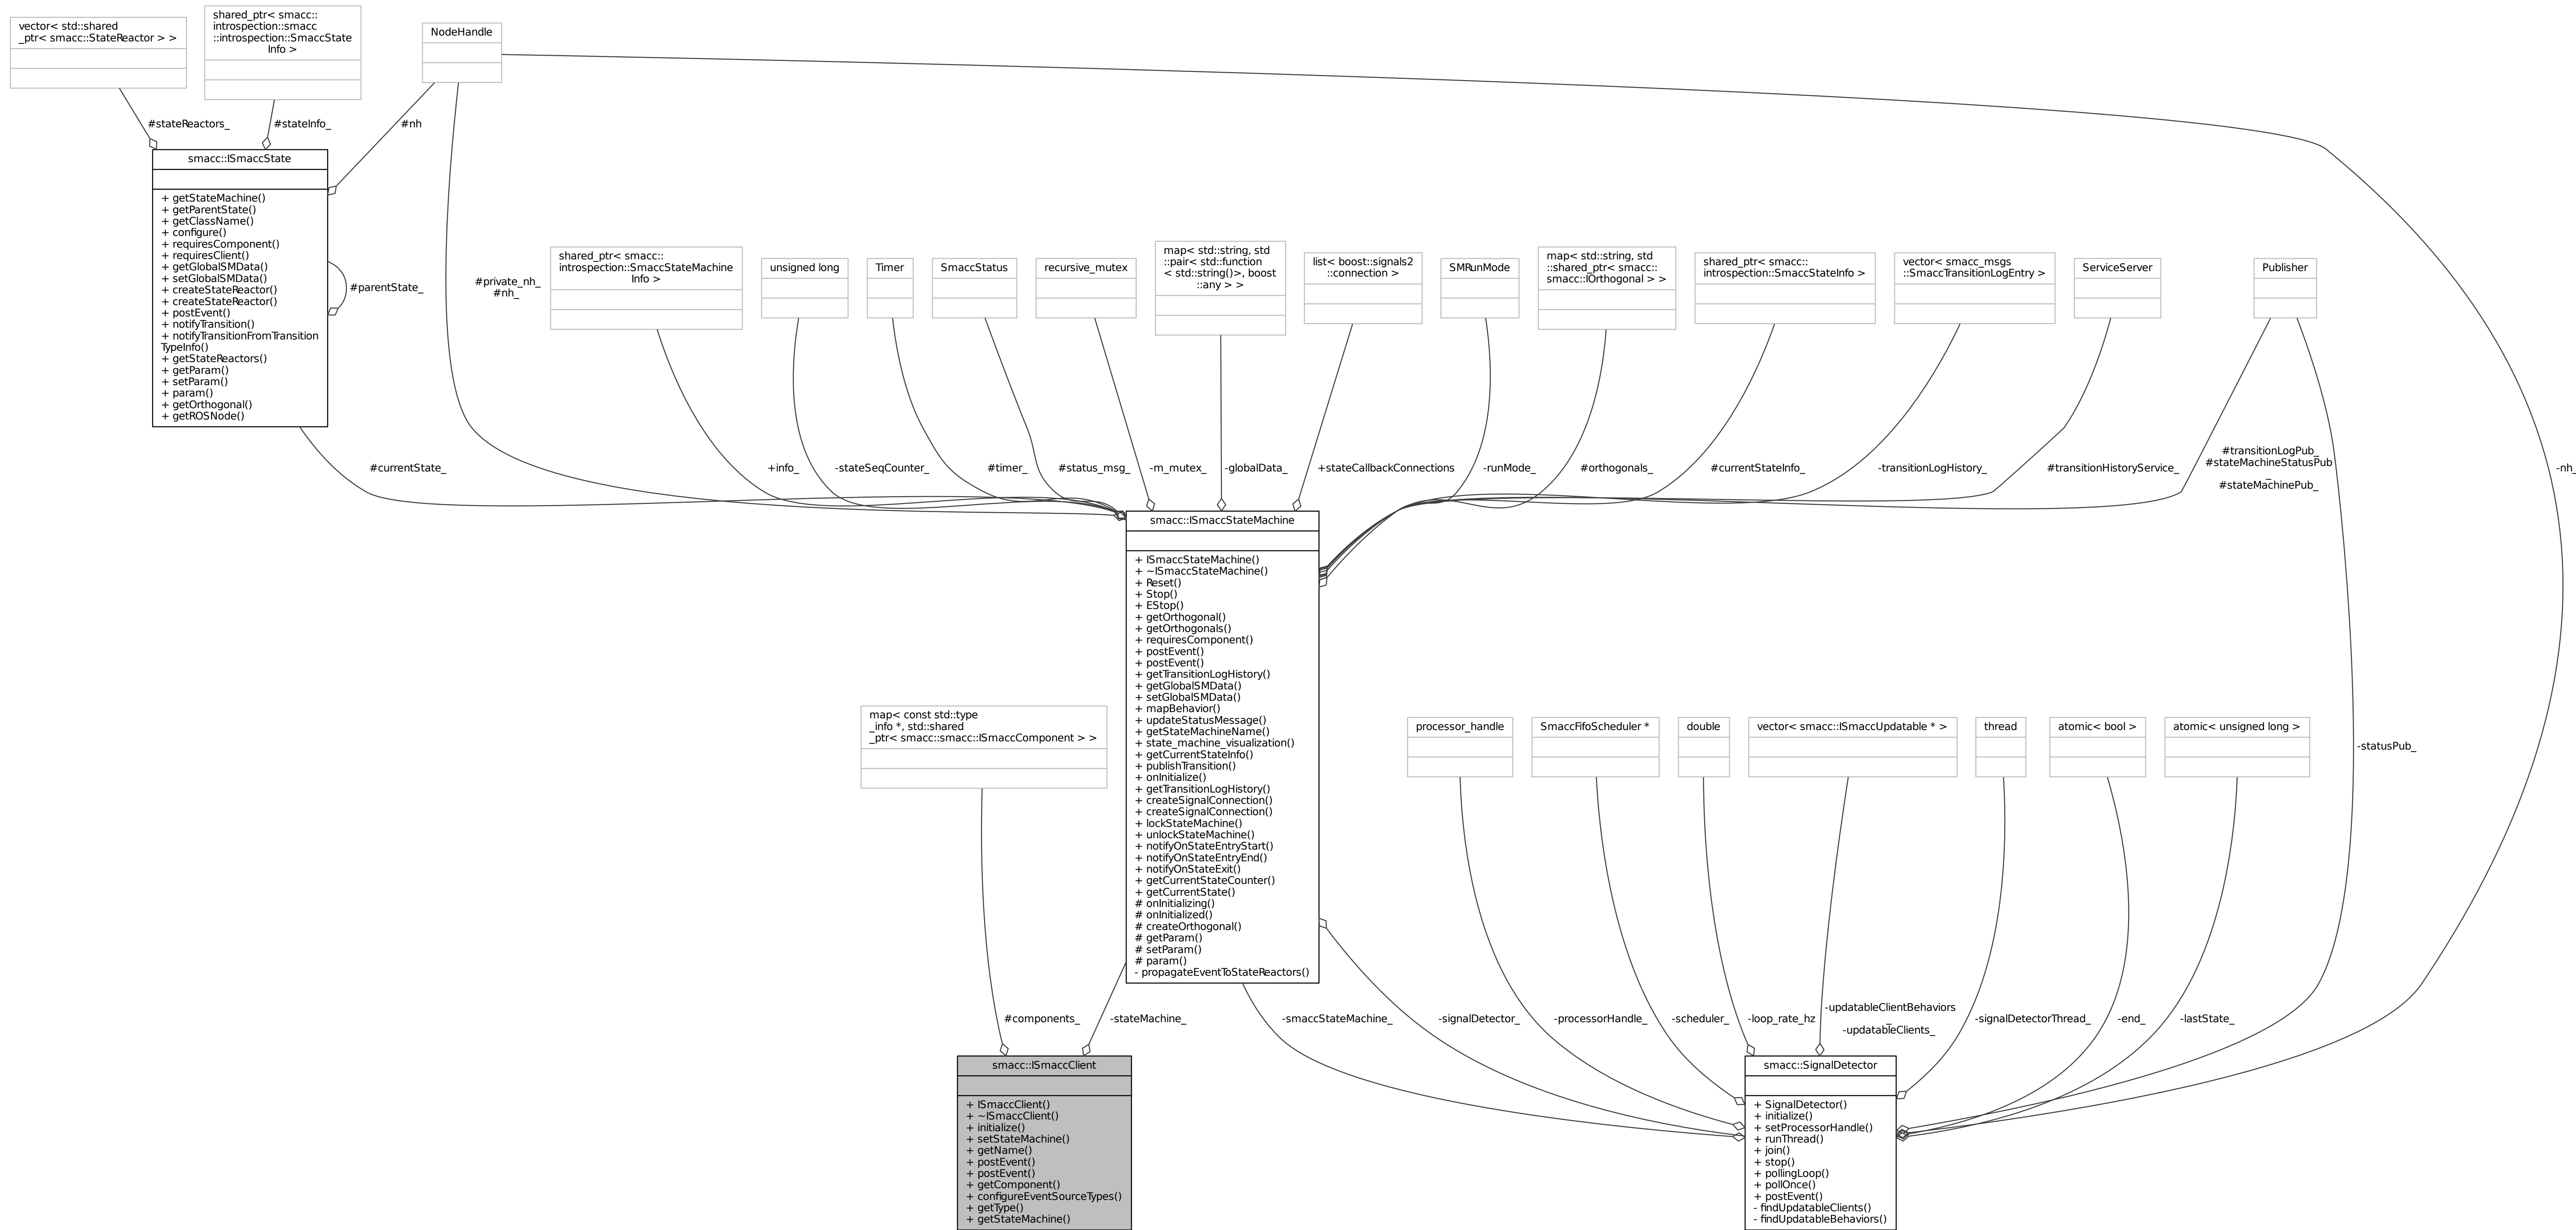 vector< std::shared
_ptr< smacc::StateReactor > >
shared_ptr< smacc::
introspection::smacc
::introspection::SmaccState
Info >
NodeHandle
#stateReactors_
#stateInfo_
#nh
smacc::ISmaccState
+ getStateMachine()
+ getParentState()
+ getClassName()
+ configure()
+ requiresComponent()
+ requiresClient()
+ getGlobalSMData()
+ setGlobalSMData()
+ createStateReactor()
+ createStateReactor()
+ postEvent()
+ notifyTransition()
+ notifyTransitionFromTransition
TypeInfo()
+ getStateReactors()
+ getParam()
+ setParam()
+ param()
+ getOrthogonal()
+ getROSNode()
#parentState_
#private_nh_
#nh_
shared_ptr< smacc::
introspection::SmaccStateMachine
Info >
unsigned long
Timer
SmaccStatus
recursive_mutex
map< std::string, std
::pair< std::function
< std::string()>, boost
::any > >
list< boost::signals2
::connection >
SMRunMode
map< std::string, std
::shared_ptr< smacc::
smacc::IOrthogonal > >
shared_ptr< smacc::
introspection::SmaccStateInfo >
vector< smacc_msgs
::SmaccTransitionLogEntry >
ServiceServer
Publisher
#currentState_
+info_
-stateSeqCounter_
#timer_
#status_msg_
-m_mutex_
-globalData_
+stateCallbackConnections
-runMode_
#orthogonals_
#currentStateInfo_
-transitionLogHistory_
#transitionHistoryService_
#transitionLogPub_
#stateMachineStatusPub
_
#stateMachinePub_
-nh_
smacc::ISmaccStateMachine
+ ISmaccStateMachine()
+ ~ISmaccStateMachine()
+ Reset()
+ Stop()
+ EStop()
+ getOrthogonal()
+ getOrthogonals()
+ requiresComponent()
+ postEvent()
+ postEvent()
+ getTransitionLogHistory()
+ getGlobalSMData()
+ setGlobalSMData()
+ mapBehavior()
+ updateStatusMessage()
+ getStateMachineName()
+ state_machine_visualization()
+ getCurrentStateInfo()
+ publishTransition()
+ onInitialize()
+ getTransitionLogHistory()
+ createSignalConnection()
+ createSignalConnection()
+ lockStateMachine()
+ unlockStateMachine()
+ notifyOnStateEntryStart()
+ notifyOnStateEntryEnd()
+ notifyOnStateExit()
+ getCurrentStateCounter()
+ getCurrentState()
# onInitializing()
# onInitialized()
# createOrthogonal()
# getParam()
# setParam()
# param()
- propagateEventToStateReactors()
map< const std::type
_info *, std::shared
_ptr< smacc::smacc::ISmaccComponent > >
processor_handle
SmaccFifoScheduler *
double
vector< smacc::ISmaccUpdatable * >
thread
atomic< bool >
atomic< unsigned long >
-statusPub_
#components_
-stateMachine_
-smaccStateMachine_
-signalDetector_
-processorHandle_
-scheduler_
-loop_rate_hz
-updatableClientBehaviors
_
-updatableClients_
-signalDetectorThread_
-end_
-lastState_
smacc::ISmaccClient
+ ISmaccClient()
+ ~ISmaccClient()
+ initialize()
+ setStateMachine()
+ getName()
+ postEvent()
+ postEvent()
+ getComponent()
+ configureEventSourceTypes()
+ getType()
+ getStateMachine()
smacc::SignalDetector
+ SignalDetector()
+ initialize()
+ setProcessorHandle()
+ runThread()
+ join()
+ stop()
+ pollingLoop()
+ pollOnce()
+ postEvent()
- findUpdatableClients()
- findUpdatableBehaviors()